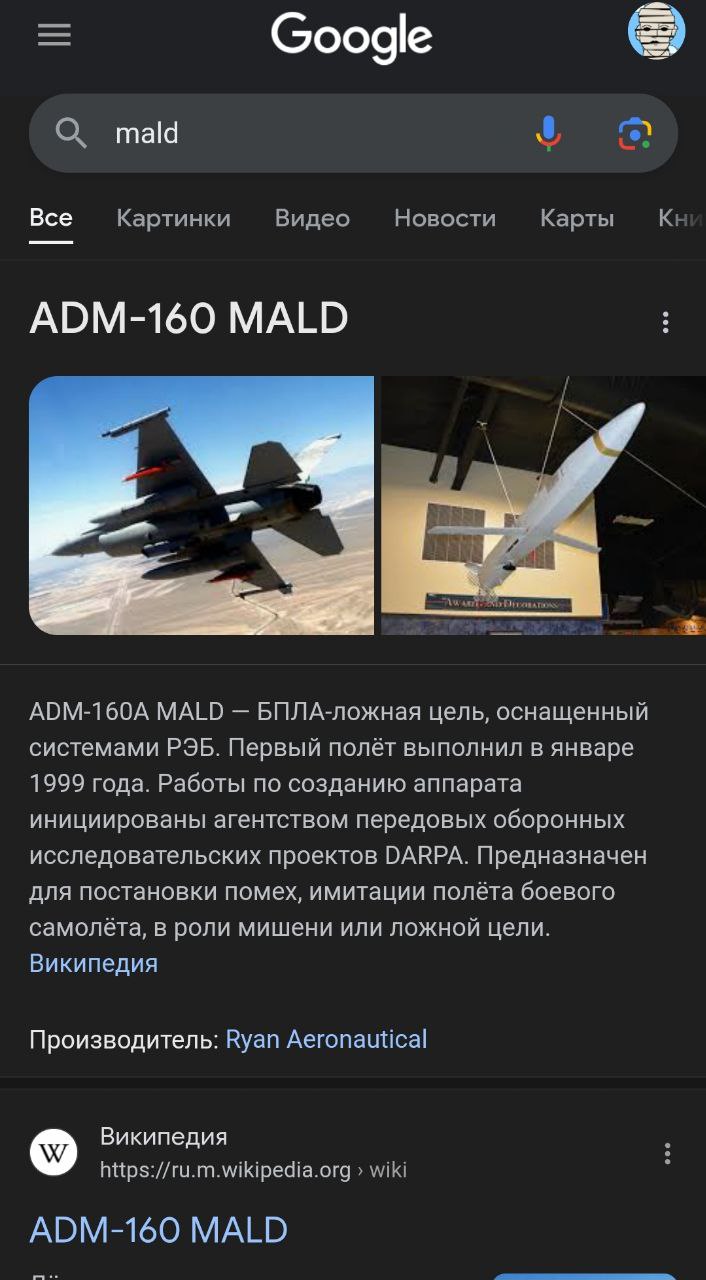 Google
mald
Все Картинки Видео Новости Карты Кни
ADM-160 MALD
AWARDS AND DECORATIONS
ADM-160A MALD — БПЛА-ложная цель, оснащенный
системами РЭБ. Первый полёт выполнил в январе
1999 года. Работы по созданию аппарата
инициированы агентством передовых оборонных
исследовательских проектов DARPA. Предназначен
для постановки помех, имитации полёта боевого
самолёта, в роли мишени или ложной цели.
Википедия
Производитель: Ryan Aeronautical
W
Википедия
https://ru.m.wikipedia.org › wiki
ADM-160 MALD